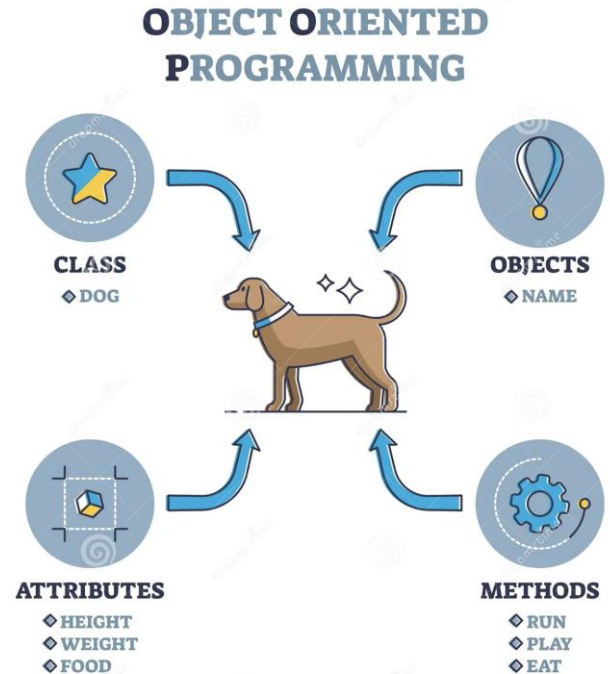 OBJECT ORIENTED
PROGRAMMING
CLASS
DOG
OBJECTS
NAME
ATTRIBUTES
HEIGHT
WEIGHT
FOOD
METHODS
RUN
PLAY
EAT